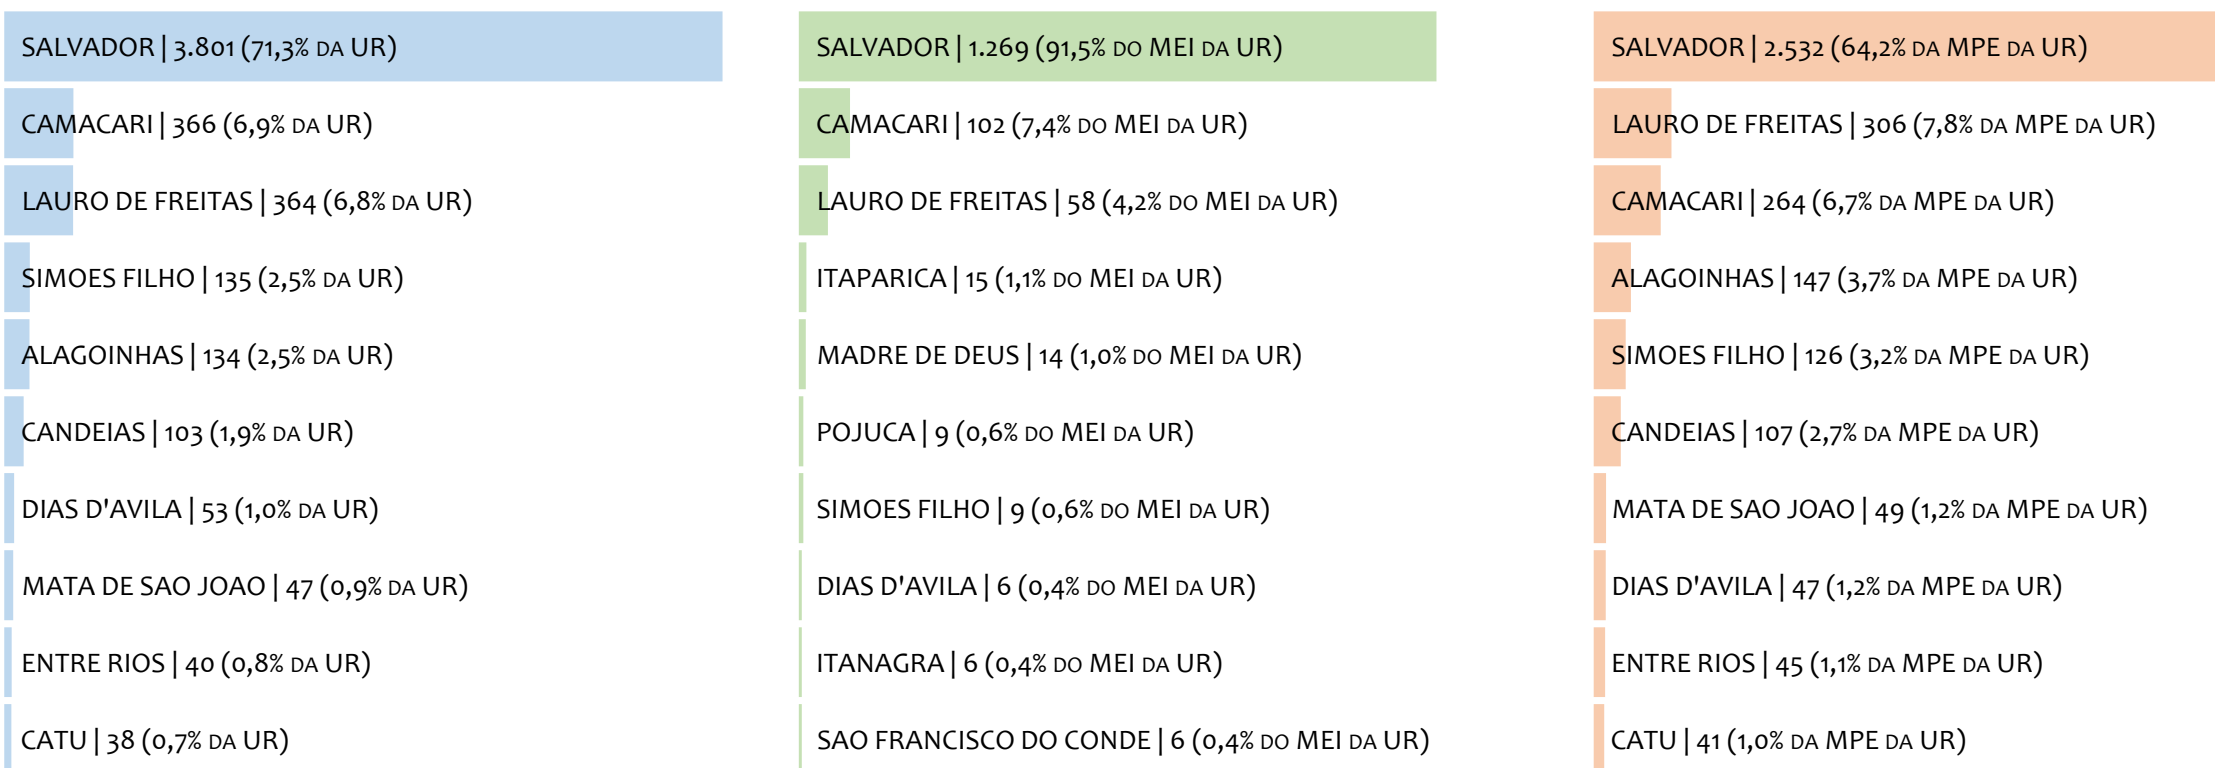 SALVADOR | 3.801 (71,3% DA UR)
CAMACARI | 366 (6,9% DA UR)
LAURO DE FREITAS | 364 (6,8% DA UR)
SIMOES FILHO | 135 (2,5% DA UR)
ALAGOINHAS | 134 (2,5% DA UR)
CANDEIAS | 103 (1,9% DA UR)
DIAS D'AVILA | 53 (1,0% DA UR)
MATA DE SAO JOAO | 47 (0,9% DA UR)
ENTRE RIOS | 40 (0,8% DA UR)
CATU | 38 (0,7% DA UR)
SALVADOR | 1.269 (91,5% DO MEI DA UR)
CAMACARI | 102 (7,4% DO MEI DA UR)
LAURO DE FREITAS | 58 (4,2% DO MEI DA UR)
ITAPARICA | 15 (1,1% DO MEI DA UR)
MADRE DE DEUS | 14 (1,0% DO MEI DA UR)
POJUCA | 9 (0,6% DO MEI DA UR)
SIMOES FILHO | 9 (0,6% DO MEI DA UR)
DIAS D'AVILA | 6 (0,4% DO MEI DA UR)
ITANAGRA | 6 (0,4% DO MEI DA UR)
SAO FRANCISCO DO CONDE | 6 (0,4% DO MEI DA UR)
SALVADOR | 2.532 (64,2% DA MPE DA UR)
LAURO DE FREITAS | 306 (7,8% DA MPE DA UR)
CAMACARI | 264 (6,7% DA MPE DA UR)
ALAGOINHAS | 147 (3,7% DA MPE DA UR)
SIMOES FILHO | 126 (3,2% DA MPE DA UR)
CANDEIAS | 107 (2,7% DA MPE DA UR)
MATA DE SAO JOAO | 49 (1,2% DA MPE DA UR)
DIAS D'AVILA | 47 (1,2% DA MPE DA UR)
ENTRE RIOS | 45 (1,1% DA MPE DA UR)
CATU | 41 (1,0% DA MPE DA UR)